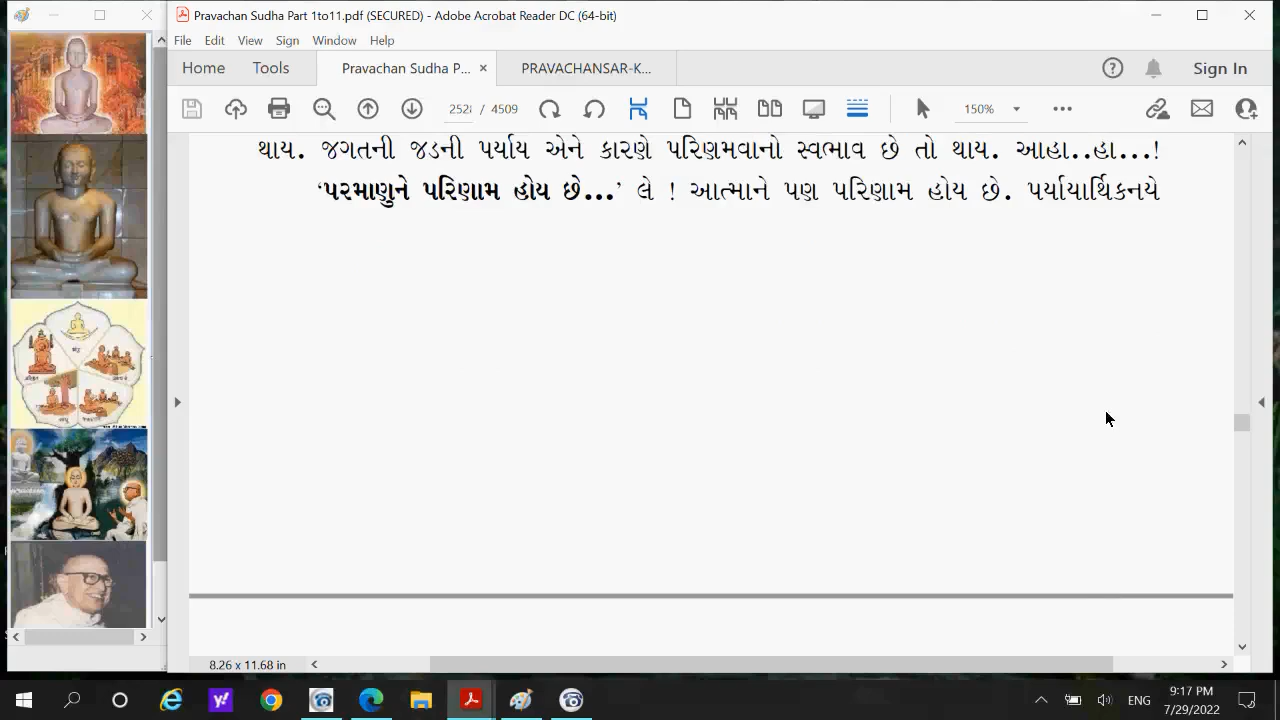 Pravachan Sudha Part 1to11.pdf (SECURED) - Adobe Acrobat Reader DC (64-bit)
File Edit View Sign Window Help
Home Tools Pravachan Sudha P... × PRAVACHANSAR-K... Sign In
252 / 4509 150%
થાય. જગતની જડની પર્યાય એને કારણે પરિણમવાનો સ્વભાવ છે તો થાય. આહા..હા...!
‘પરમાણુને પરિણામ હોય છે...’ લે ! આત્માને પણ પરિણામ હોય છે. પર્યાયાર્થિકનયે
8.26 x 11.68 in
ENG
9:17 PM
7/29/2022